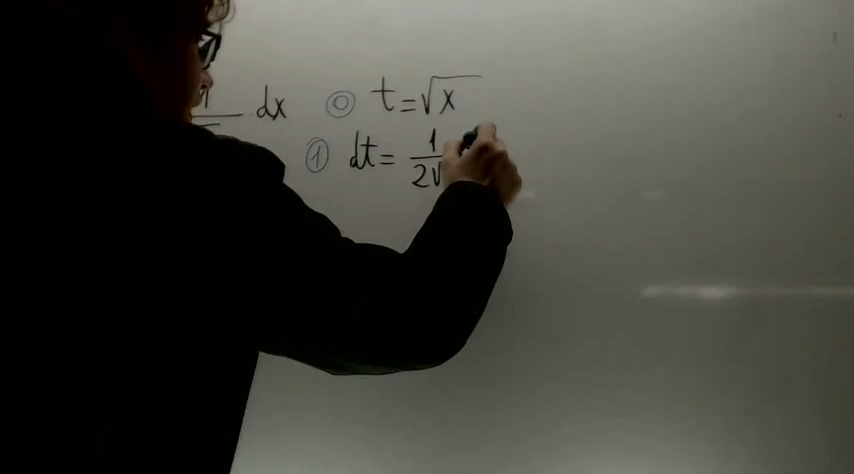 dx ⓪ t=√x
① dt= 1/2√